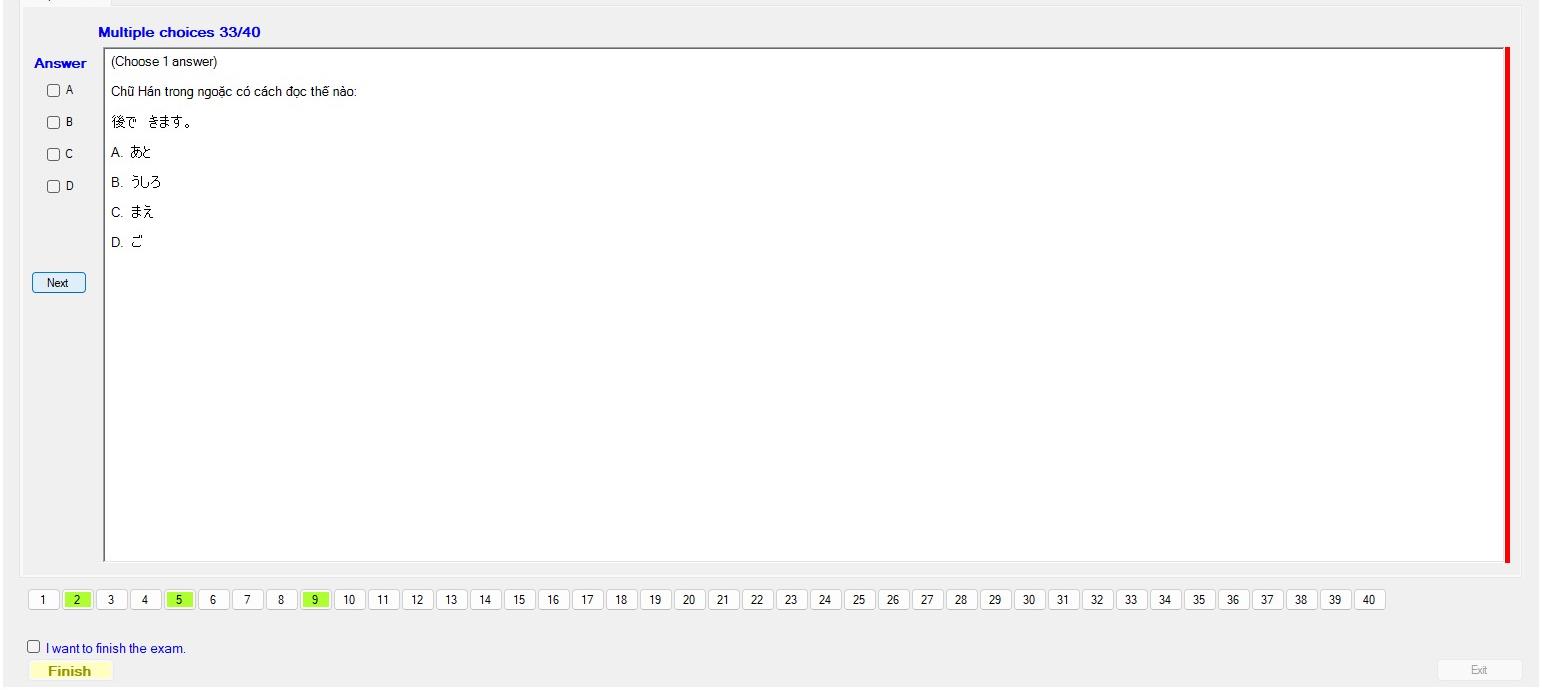 Multiple choices 33/40
Answer
A
B
C
D
Next
(Choose 1 answer)
Chữ Hán trong ngoặc có cách đọc thế nào:
後で きます。
A. あと
B. うしろ
C. まえ
D. ご
1 2 3 4 5 6 7 8 9 10 11 12 13 14 15 16 17 18 19 20 21 22 23 24 25 26 27 28 29 30 31 32 33 34 35 36 37 38 39 40
I want to finish the exam.
Finish
Exit